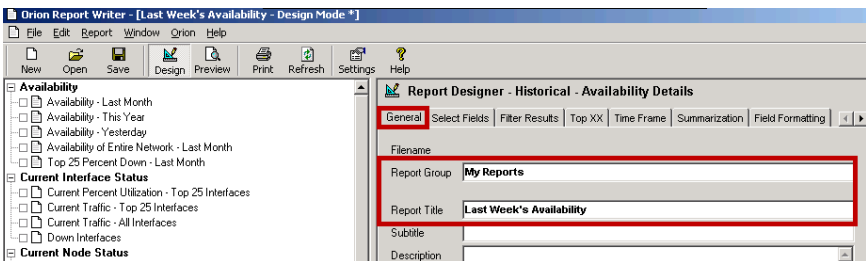 Orion Report Writer - [Last Week's Availability - Design Mode *]
File Edit Report Window Orion Help
New Open Save Design Preview Print Refresh Settings Help
Availability
Availability - Last Month
Availability - This Year
Availability - Yesterday
Availability of Entire Network - Last Month
Top 25 Percent Down - Last Month
Current Interface Status
Current Percent Utilization - Top 25 Interfaces
Current Traffic - Top 25 Interfaces
Current Traffic - All Interfaces
Down Interfaces
Current Node Status
Report Designer - Historical - Availability Details
General Select Fields Filter Results Top XX Time Frame Summarization Field Formatting
Filename
Report Group My Reports
Report Title Last Week's Availability
Subtitle
Description